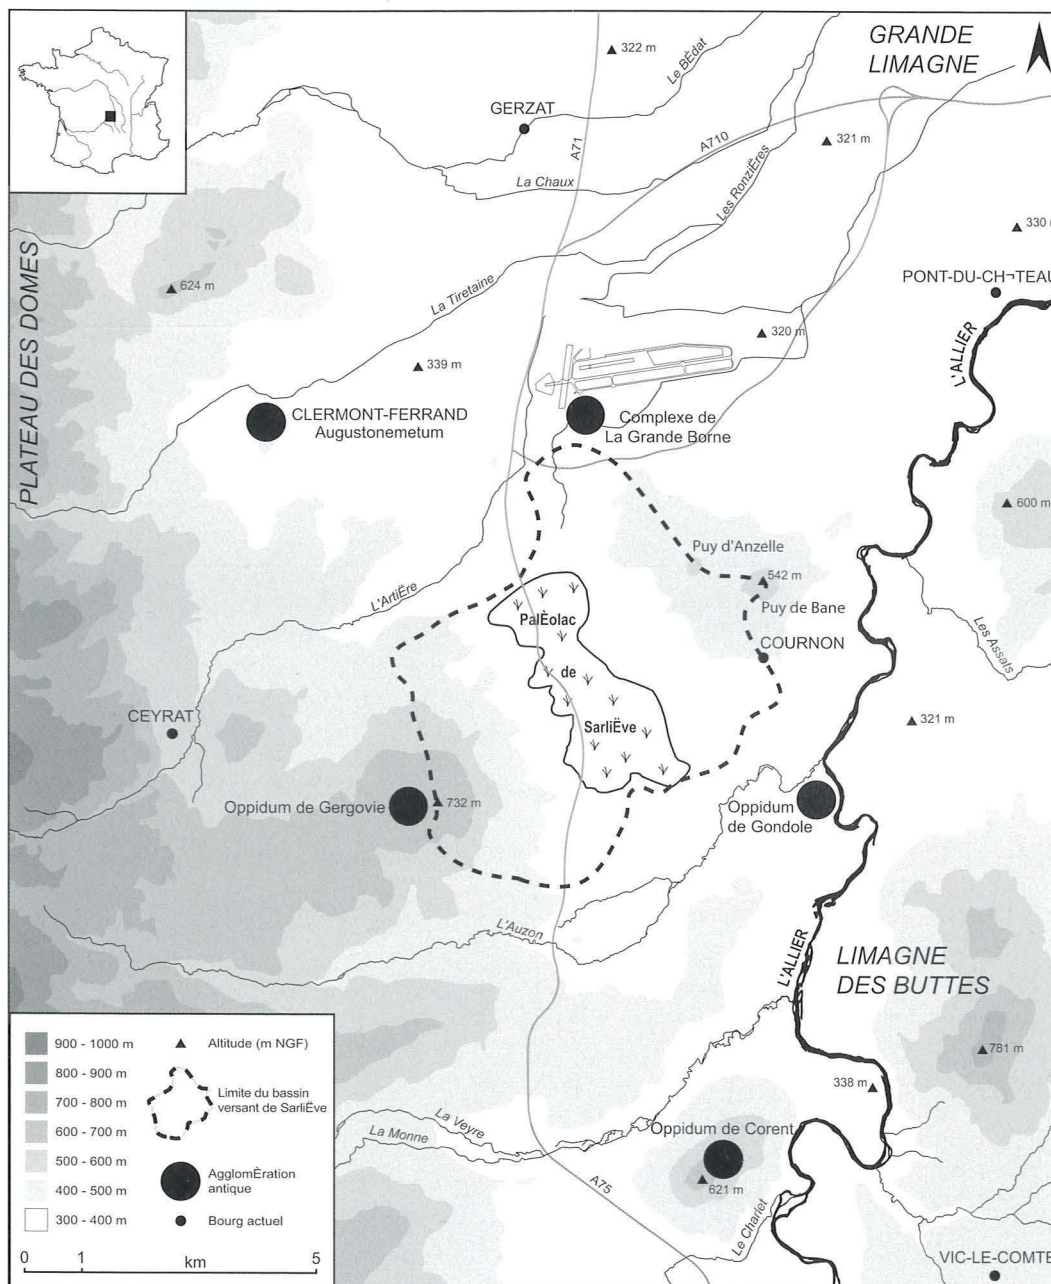 GRANDE
LIMAGNE
322 m
Le BÈdat
GERZAT
A71
A710
321 m
La Chaux
Les RonziËres
330 m
PLATEAU DES DOMES
624 m
La Tiretaine
PONT-DU-CH¬TEAU
L'ALLIER
320 m
339 m
CLERMONT-FERRAND
Augustonemetum
Complexe de
La Grande Borne
600 m
Puy d'Anzelle
542 m
L'ArtiËre
PalÈolac
Puy de Bane
Les Assats
COURNON
de
CEYRAT
SarliËve
321 m
Oppidum de Gergovie
732 m
Oppidum
de Gondole
L'Auzon
L'ALLIER
LIMAGNE
DES BUTTES
781 m
338 m
La Veyre
La Monne
Oppidum de Corent
621 m
A75
Le Charlet
VIC-LE-COMTE
900 - 1000 m
800 - 900 m
700 - 800 m
600 - 700 m
500 - 600 m
400 - 500 m
300 - 400 m
Altitude (m NGF)
Limite du bassin
versant de SarliËve
AgglomÈration
antique
Bourg actuel
0 1 5
km